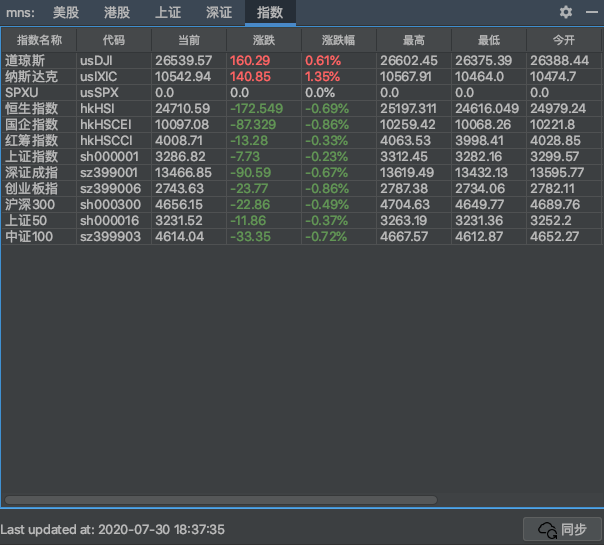 mns: 美股 港股 上证 深证 指数
指数名称 代码 当前 涨跌 涨跌幅 最高 最低 今开
道琼斯 usDJI 26539.57 160.29 0.61% 26602.45 26375.39 26388.44
纳斯达克 usIXIC 10542.94 140.85 1.35% 10567.91 10464.0 10474.7
SPXU usSPX 0.0 0.0 0.0% 0.0 0.0 0.0
恒生指数 hkHSI 24710.59 -172.549 -0.69% 25197.311 24616.049 24979.24
国企指数 hkHSCEI 10097.08 -87.329 -0.86% 10259.42 10068.26 10221.8
红筹指数 hkHSCCI 4008.71 -13.28 -0.33% 4063.53 3998.41 4028.85
上证指数 sh000001 3286.82 -7.73 -0.23% 3312.45 3282.16 3299.57
深证成指 sz399001 13466.85 -90.59 -0.67% 13619.49 13432.13 13595.77
创业板指 sz399006 2743.63 -23.77 -0.86% 2787.38 2734.06 2782.11
沪深300 sh000300 4656.15 -22.86 -0.49% 4704.63 4649.77 4689.76
上证50 sh000016 3231.52 -11.86 -0.37% 3263.19 3231.36 3252.2
中证100 sz399903 4614.04 -33.35 -0.72% 4667.57 4612.87 4652.27
Last updated at: 2020-07-30 18:37:35 同步